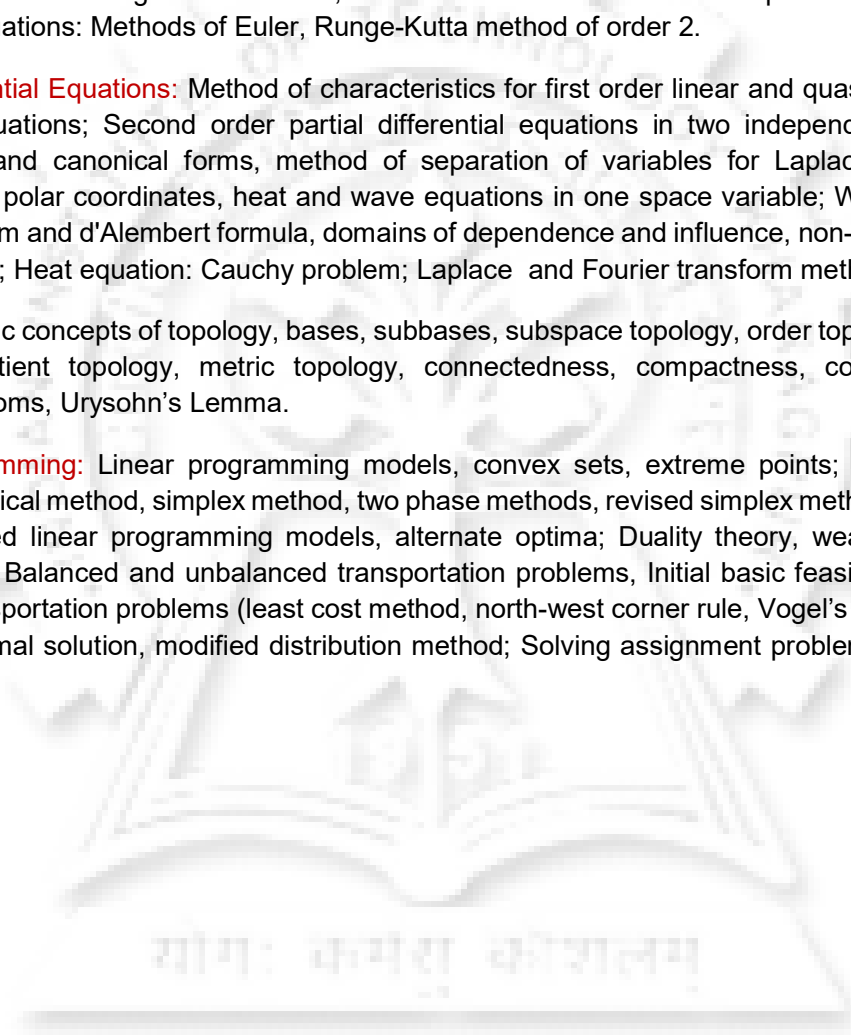 ations: Methods of Euler, Runge-Kutta method of order 2.
ntial Equations: Method of characteristics for first order linear and quas
uations; Second order partial differential equations in two independ
and canonical forms, method of separation of variables for Laplac
polar coordinates, heat and wave equations in one space variable; W
m and d'Alembert formula, domains of dependence and influence, non-
; Heat equation: Cauchy problem; Laplace and Fourier transform meth
c concepts of topology, bases, subbases, subspace topology, order top
tient topology, metric topology, connectedness, compactness, co
oms, Urysohn’s Lemma.
mming: Linear programming models, convex sets, extreme points;
ical method, simplex method, two phase methods, revised simplex meth
ed linear programming models, alternate optima; Duality theory, wea
Balanced and unbalanced transportation problems, Initial basic feasi
sportation problems (least cost method, north-west corner rule, Vogel’s
mal solution, modified distribution method; Solving assignment problem
योगः कर्मसु कौशलम्